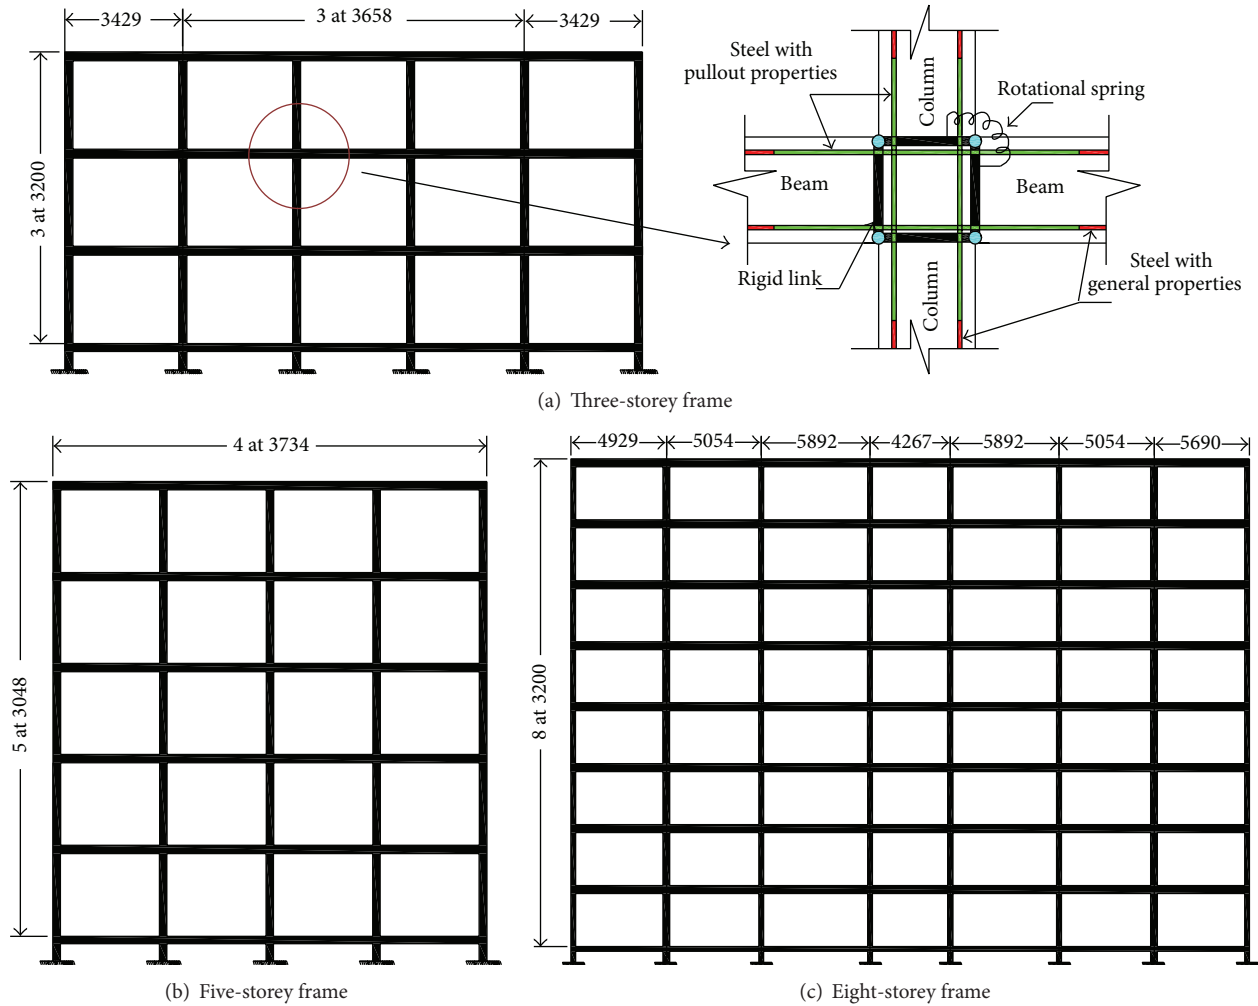 3429
3 at 3658
3429
3 at 3200
Steel with
pullout properties
Column
Rotational spring
Beam
Beam
Rigid link
Column
Steel with
general properties
(a) Three-storey frame
4 at 3734
5 at 3048
(b) Five-storey frame
4929
5054
5892
4267
5892
5054
5690
8 at 3200
(c) Eight-storey frame